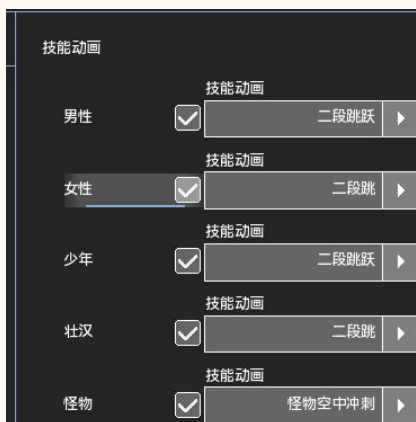 技能动画
技能动画
男性 二段跳跃
技能动画
女性 二段跳
技能动画
少年 二段跳跃
技能动画
壮汉 二段跳
技能动画
怪物 怪物空中冲刺